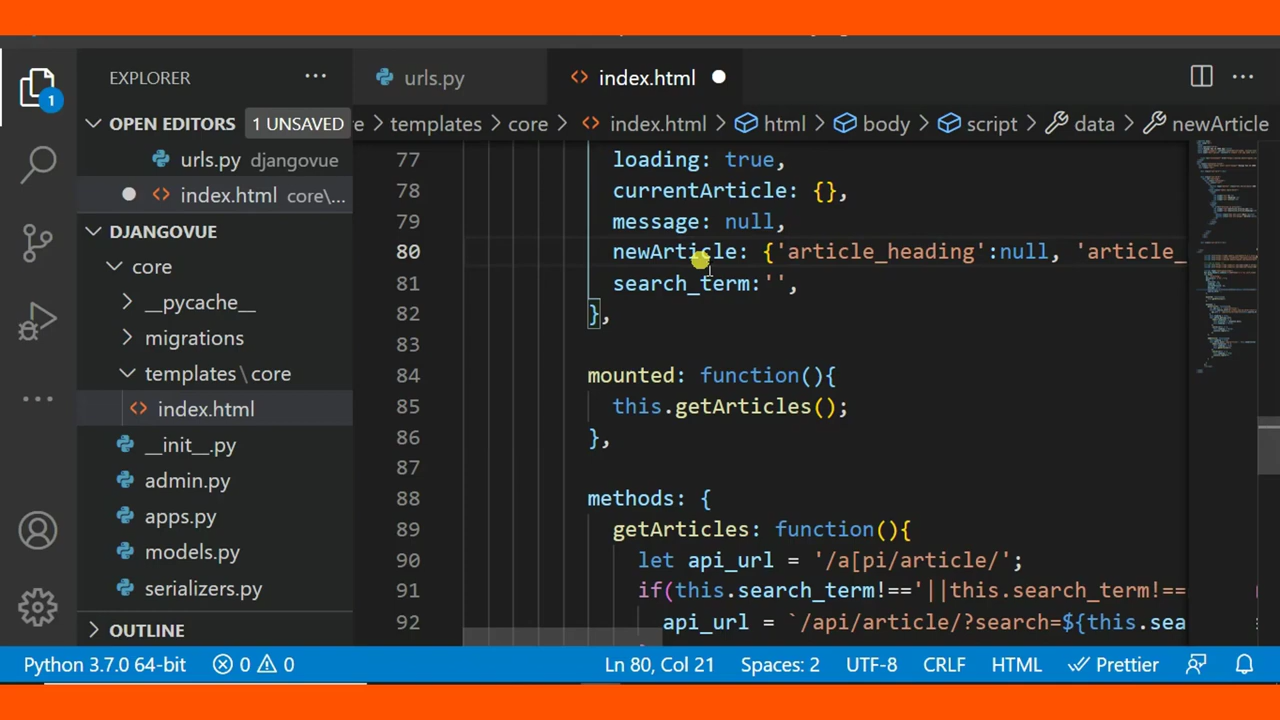 EXPLORER
OPEN EDITORS 1 UNSAVED
urls.py djangovue
index.html core\...
DJANGOVUE
core
__pycache__
migrations
templates\core
index.html
__init__.py
admin.py
apps.py
models.py
serializers.py
OUTLINE
urls.py index.html
e > templates > core > index.html > html > body > script > data > newArticle
77 loading: true,
78 currentArticle: {},
79 message: null,
80 newArticle: {'article_heading':null, 'article_
81 search_term:'',
82 },
83
84 mounted: function(){
85 this.getArticles();
86 },
87
88 methods: {
89 getArticles: function(){
90 let api_url = '/a[pi/article/';
91 if(this.search_term!=='||this.search_term!==
92 api_url = `/api/article/?search=${this.sea
1
Python 3.7.0 64-bit 0 0 Ln 80, Col 21 Spaces: 2 UTF-8 CRLF HTML Prettier